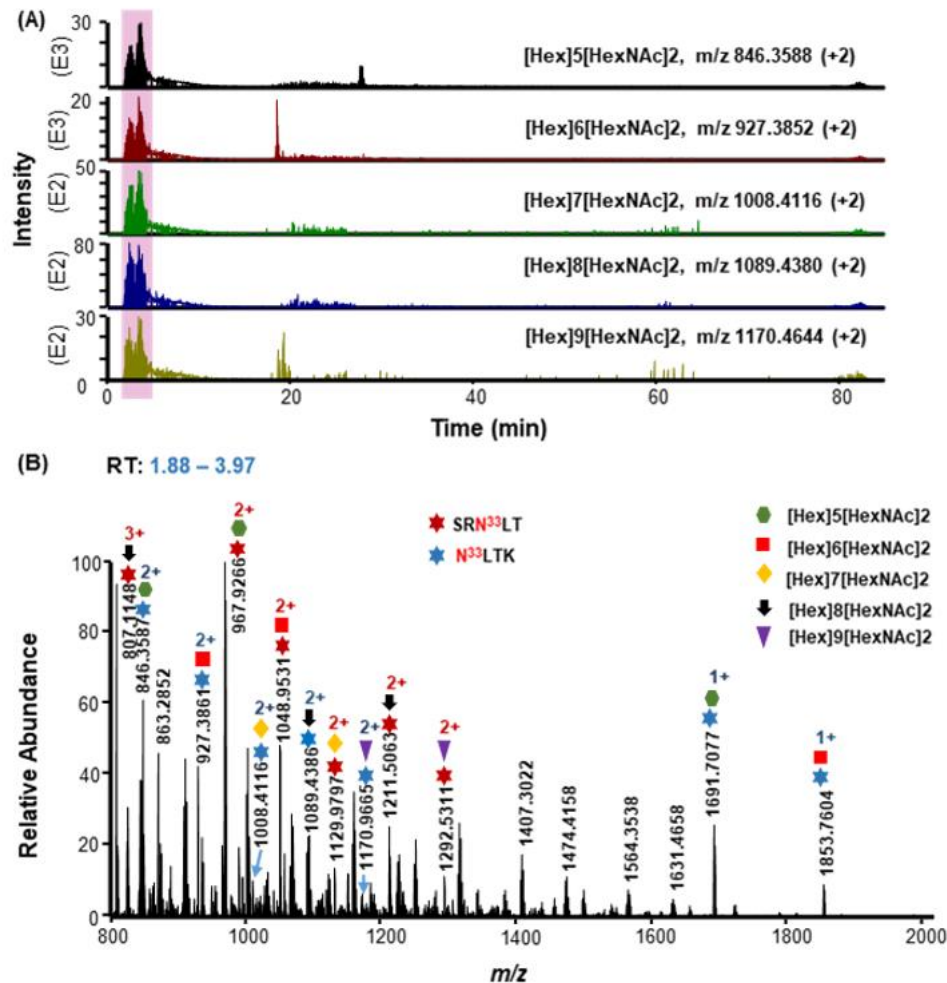 (A)
30
(E3)
[Hex]5[HexNAc]2, m/z 846.3588 (+2)
20
(E3)
[Hex]6[HexNAc]2, m/z 927.3852 (+2)
50
(E2)
[Hex]7[HexNAc]2, m/z 1008.4116 (+2)
80
(E2)
[Hex]8[HexNAc]2, m/z 1089.4380 (+2)
30
(E2)
[Hex]9[HexNAc]2, m/z 1170.4644 (+2)
0
Intensity
0 20 40 60 80
Time (min)
(B) RT: 1.88 – 3.97
SRN³³LT
N³³LTK
[Hex]5[HexNAc]2
[Hex]6[HexNAc]2
[Hex]7[HexNAc]2
[Hex]8[HexNAc]2
[Hex]9[HexNAc]2
Relative Abundance
100
80
60
40
20
0
3+
807.1148
2+
846.3587
863.2852
2+
927.3861
2+
967.9266
2+
1008.4116
2+
1048.9531
2+
1089.4386
2+
1129.9797
2+
1170.9665
2+
1211.5063
2+
1292.5311
1407.3022
1474.4158
1564.3538
1631.4658
1+
1691.7077
1+
1853.7604
800 1000 1200 1400 1600 1800 2000
m/z